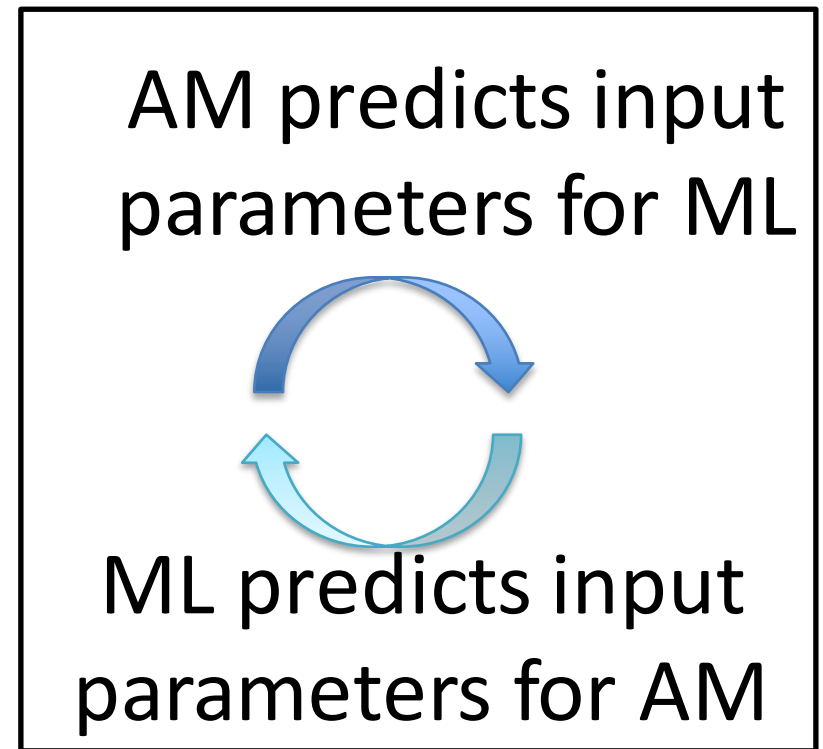 AM predicts input
parameters for ML
ML predicts input
parameters for AM